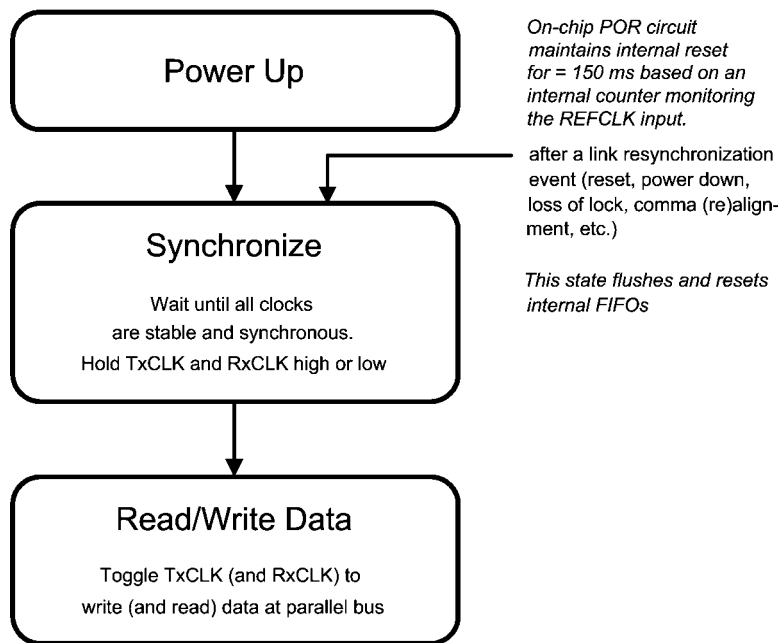 Power Up
On-chip POR circuit
maintains internal reset
for = 150 ms based on an
internal counter monitoring
the REFCLK input.
after a link resynchronization
event (reset, power down,
loss of lock, comma (re)align-
ment, etc.)
Synchronize
Wait until all clocks
are stable and synchronous.
Hold TxCLK and RxCLK high or low
This state flushes and resets
internal FIFOs
Read/Write Data
Toggle TxCLK (and RxCLK) to
write (and read) data at parallel bus